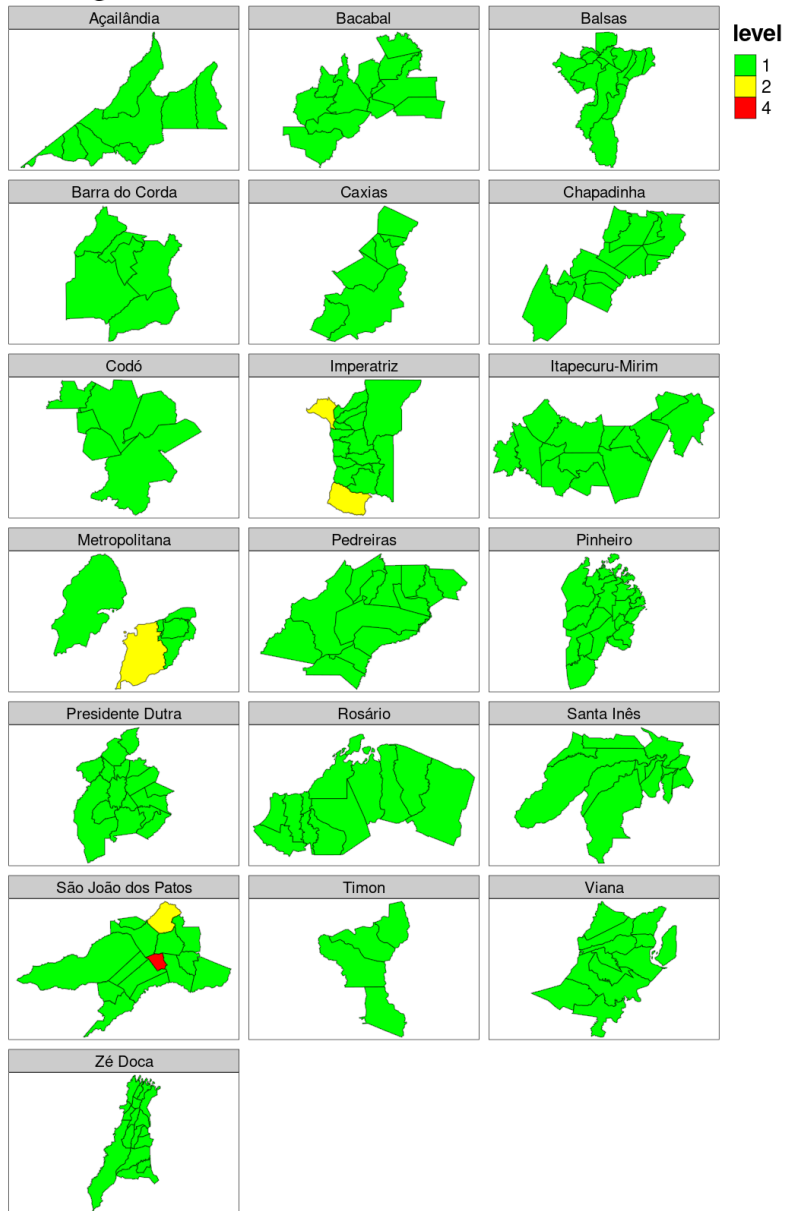 Açailândia
Bacabal
Balsas
level
1
2
4
Barra do Corda
Caxias
Chapadinha
Codó
Imperatriz
Itapecuru-Mirim
Metropolitana
Pedreiras
Pinheiro
Presidente Dutra
Rosário
Santa Inês
São João dos Patos
Timon
Viana
Zé Doca